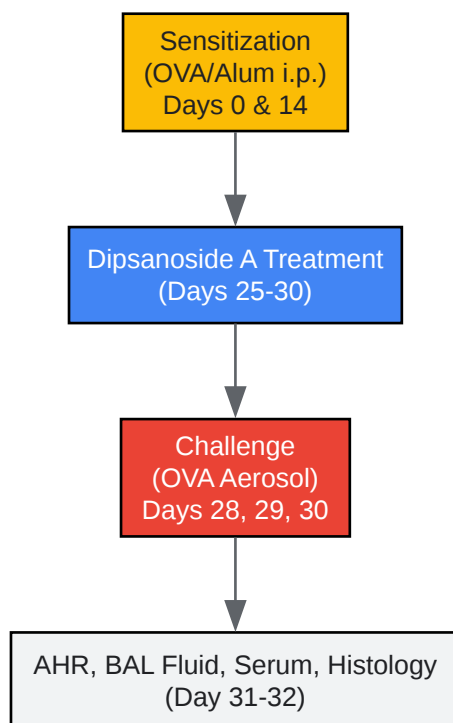 Sensitization
(OVA/Alum i.p.)
Days 0 & 14
Dipsanoside A Treatment
(Days 25-30)
Challenge
(OVA Aerosol)
Days 28, 29, 30
AHR, BAL Fluid, Serum, Histology
(Day 31-32)